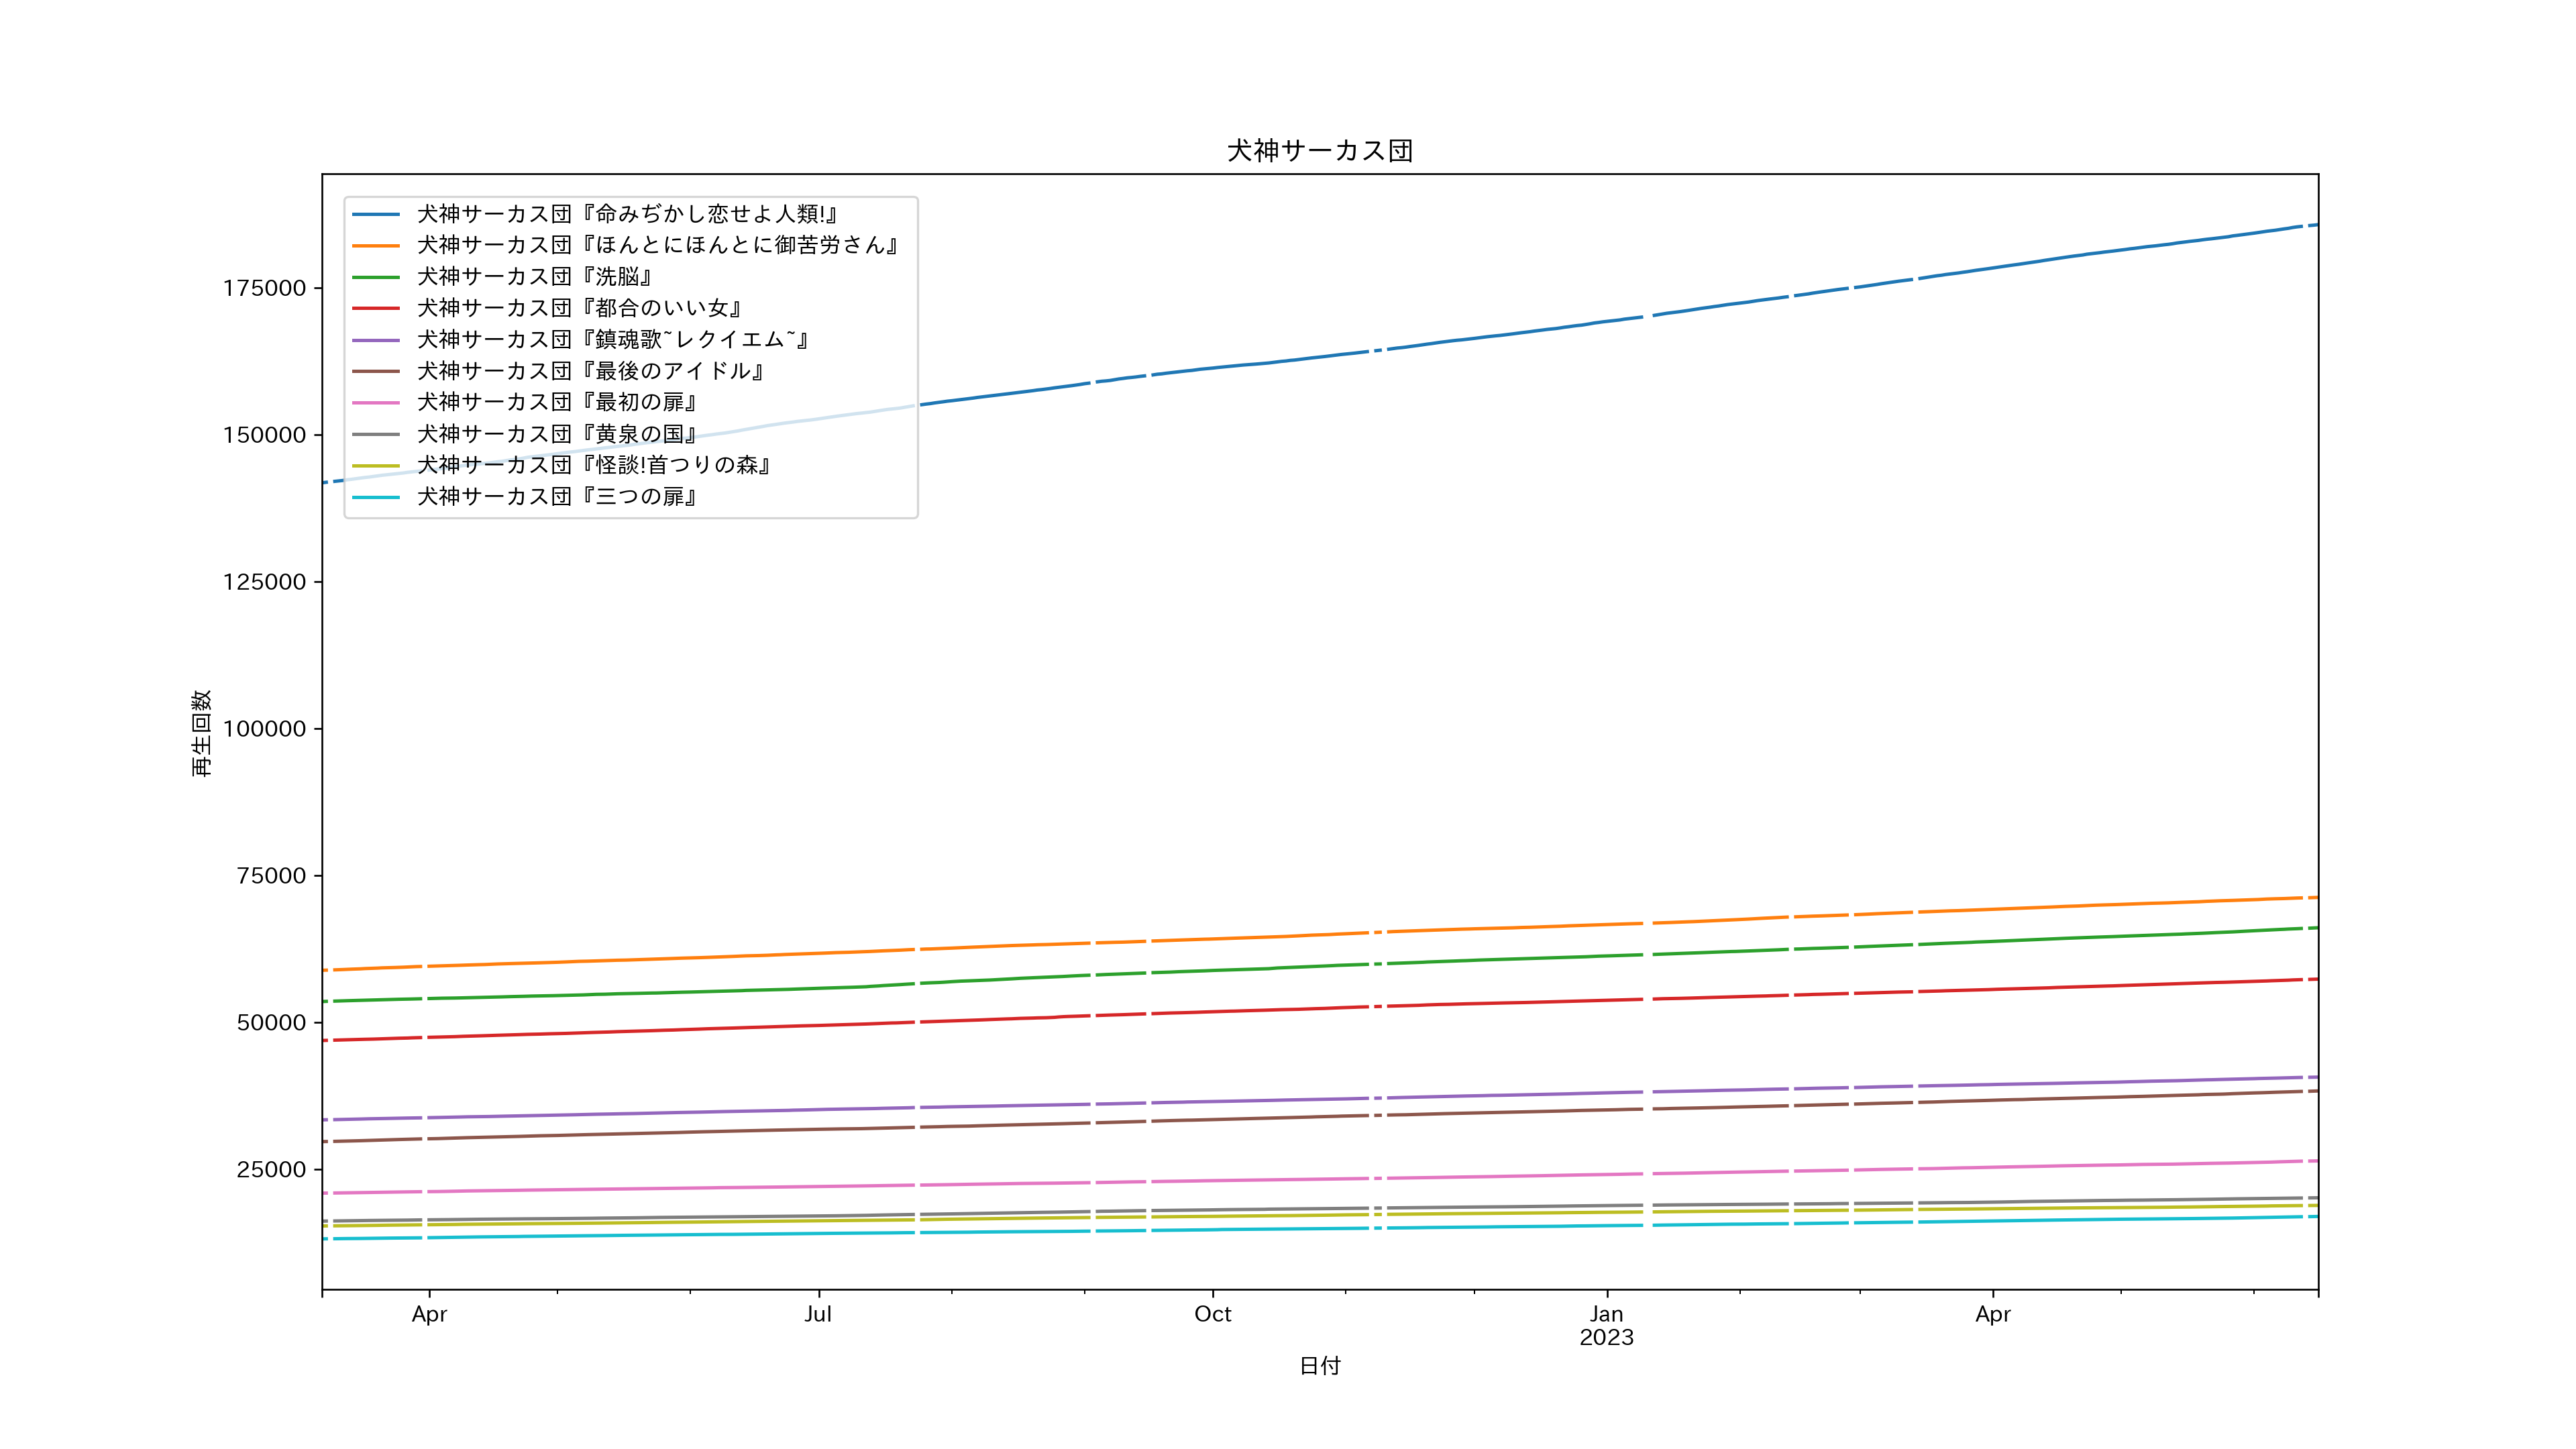 犬神サーカス団
犬神サーカス団『命みぢかし恋せよ人類!』
犬神サーカス団『ほんとにほんとに御苦労さん』
犬神サーカス団『洗脳』
犬神サーカス団『都合のいい女』
犬神サーカス団『鎮魂歌~レクイエム~』
犬神サーカス団『最後のアイドル』
犬神サーカス団『最初の扉』
犬神サーカス団『黄泉の国』
犬神サーカス団『怪談!首つりの森』
犬神サーカス団『三つの扉』
175000
150000
125000
100000
75000
50000
25000
再生回数
Apr Jul Oct Jan Apr
2023
日付